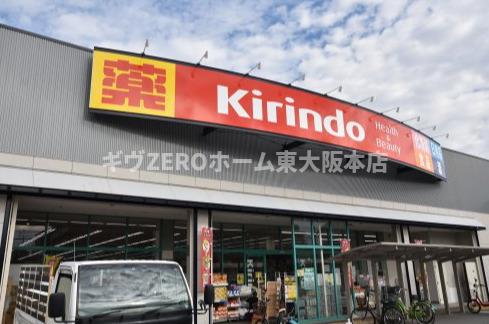 薬 Kirindo
Health
&
Beauty
ギヴZEROホーム東大阪本店